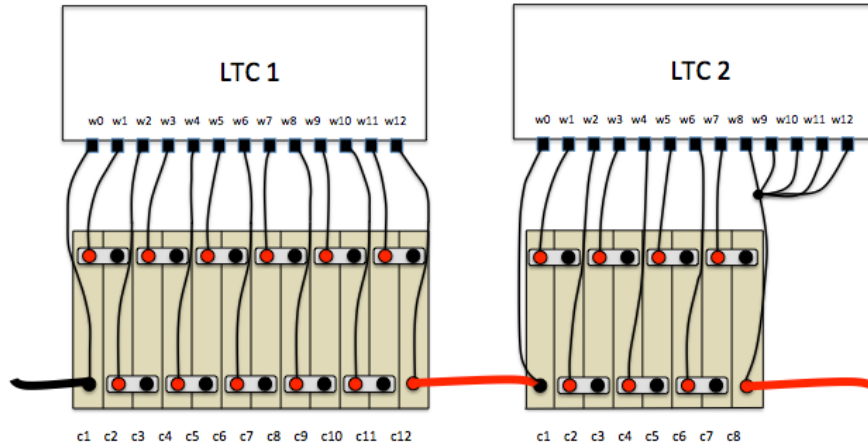 LTC 1
w0 w1 w2 w3 w4 w5 w6 w7 w8 w9 w10 w11 w12
c1 c2 c3 c4 c5 c6 c7 c8 c9 c10 c11 c12
LTC 2
w0 w1 w2 w3 w4 w5 w6 w7 w8 w9 w10 w11 w12
c1 c2 c3 c4 c5 c6 c7 c8